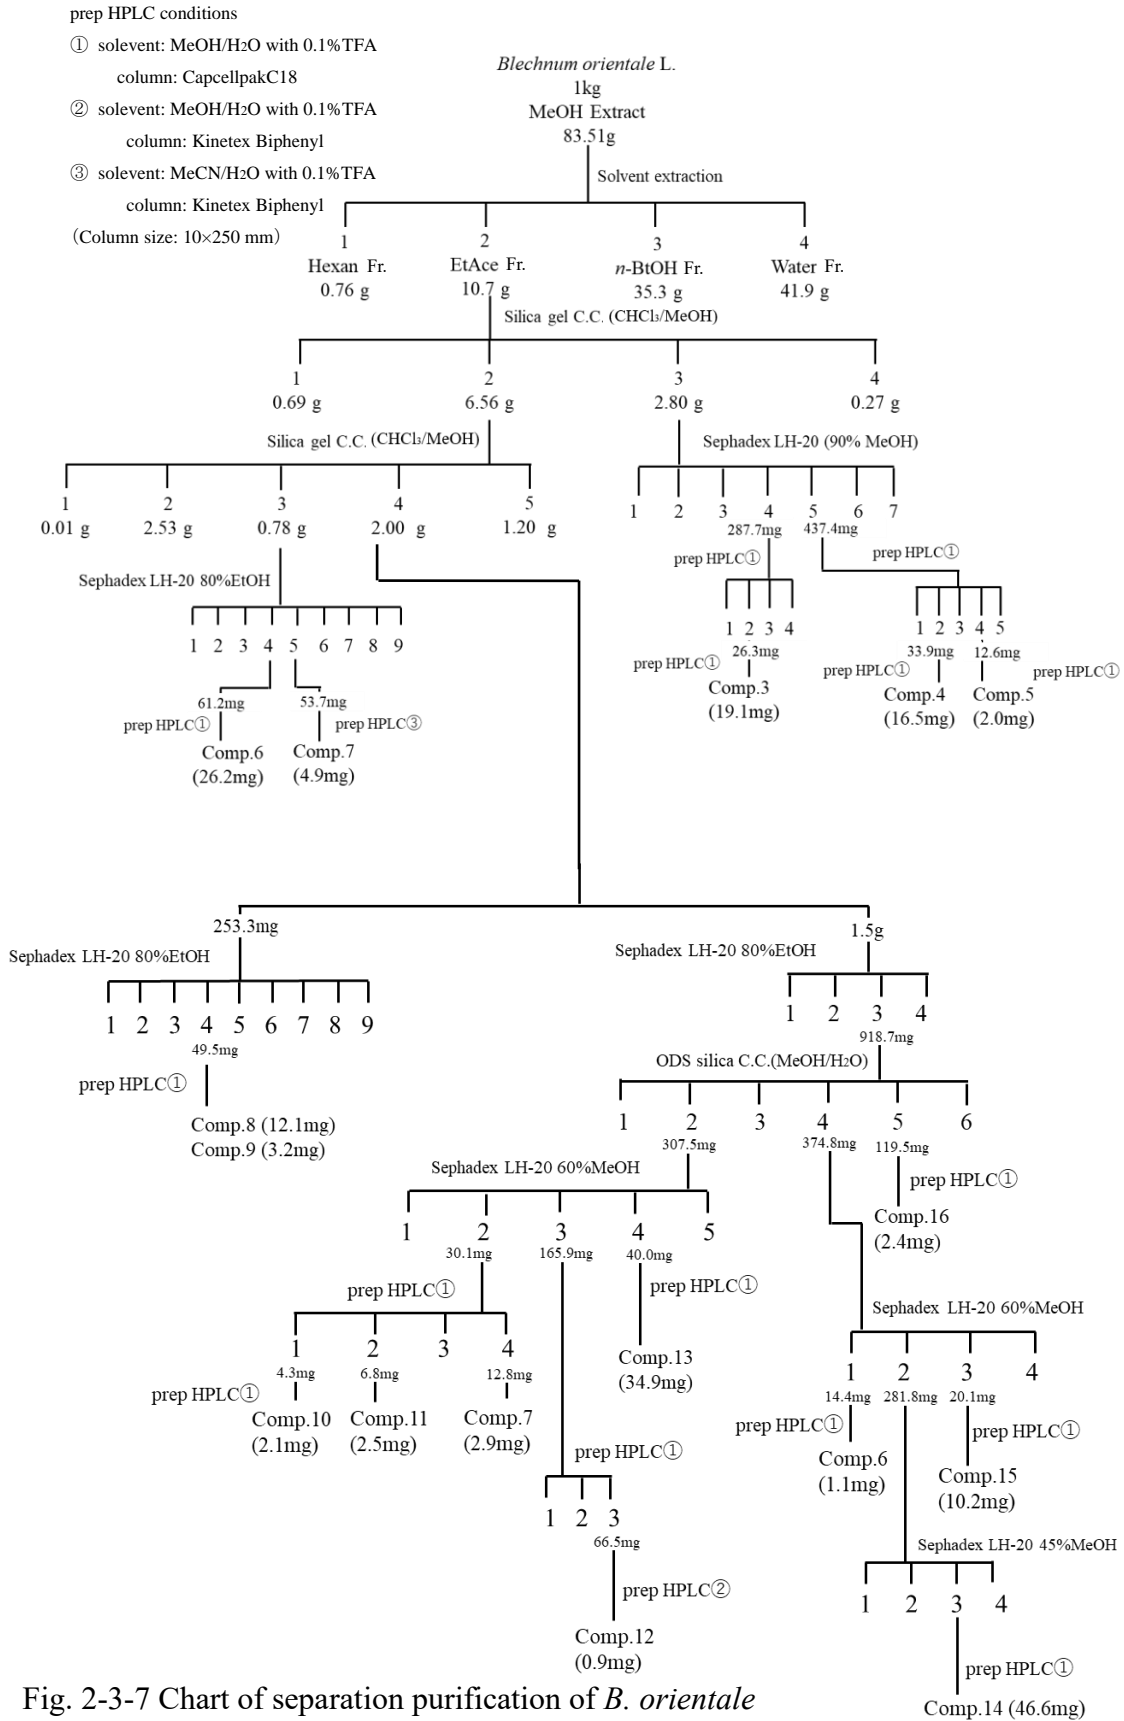 prep HPLC conditions
① solevent: MeOH/H2O with 0.1%TFA
column: CapcellpakC18
② solevent: MeOH/H2O with 0.1%TFA
column: Kinetex Biphenyl
③ solevent: MeCN/H2O with 0.1%TFA
column: Kinetex Biphenyl
(Column size: 10×250 mm)
Blechnum orientale L.
1kg
MeOH Extract
83.51g
Solvent extraction
1 2 3 4
Hexan Fr. EtAce Fr. n-BtOH Fr. Water Fr.
0.76 g 10.7 g 35.3 g 41.9 g
Silica gel C.C. (CHCl3/MeOH)
1 2 3 4
0.69 g 6.56 g 2.80 g 0.27 g
Silica gel C.C. (CHCl3/MeOH)
Sephadex LH-20 (90% MeOH)
1 2 3 4 5
0.01 g 2.53 g 0.78 g 2.00 g 1.20 g
1 2 3 4 5 6 7
287.7mg 437.4mg
prep HPLC① prep HPLC①
Sephadex LH-20 80%EtOH
1 2 3 4 5 6 7 8 9
1 2 3 4
1 2 3 4 5
26.3mg
33.9mg 12.6mg
prep HPLC① prep HPLC① prep HPLC①
Comp.3 Comp.4 Comp.5
(19.1mg) (16.5mg) (2.0mg)
61.2mg 53.7mg
prep HPLC① prep HPLC③
Comp.6 Comp.7
(26.2mg) (4.9mg)
253.3mg 1.5g
Sephadex LH-20 80%EtOH
Sephadex LH-20 80%EtOH
1 2 3 4 5 6 7 8 9
49.5mg
prep HPLC①
Comp.8 (12.1mg)
Comp.9 (3.2mg)
1 2 3 4
918.7mg
ODS silica C.C.(MeOH/H2O)
1 2 3 4 5 6
307.5mg 374.8mg 119.5mg
Sephadex LH-20 60%MeOH
prep HPLC①
Comp.16
(2.4mg)
1 2 3 4 5
30.1mg 165.9mg 40.0mg
prep HPLC① prep HPLC①
Sephadex LH-20 60%MeOH
1 2 3 4
4.3mg 6.8mg 12.8mg
prep HPLC①
Comp.10 Comp.11 Comp.7
(2.1mg) (2.5mg) (2.9mg)
Comp.13
(34.9mg)
1 2 3 4
14.4mg 281.8mg 20.1mg
prep HPLC① prep HPLC①
Comp.6 Comp.15
(1.1mg) (10.2mg)
prep HPLC①
1 2 3
66.5mg
prep HPLC②
Comp.12
(0.9mg)
Sephadex LH-20 45%MeOH
1 2 3 4
prep HPLC①
Comp.14 (46.6mg)
Fig. 2-3-7 Chart of separation purification of B. orientale